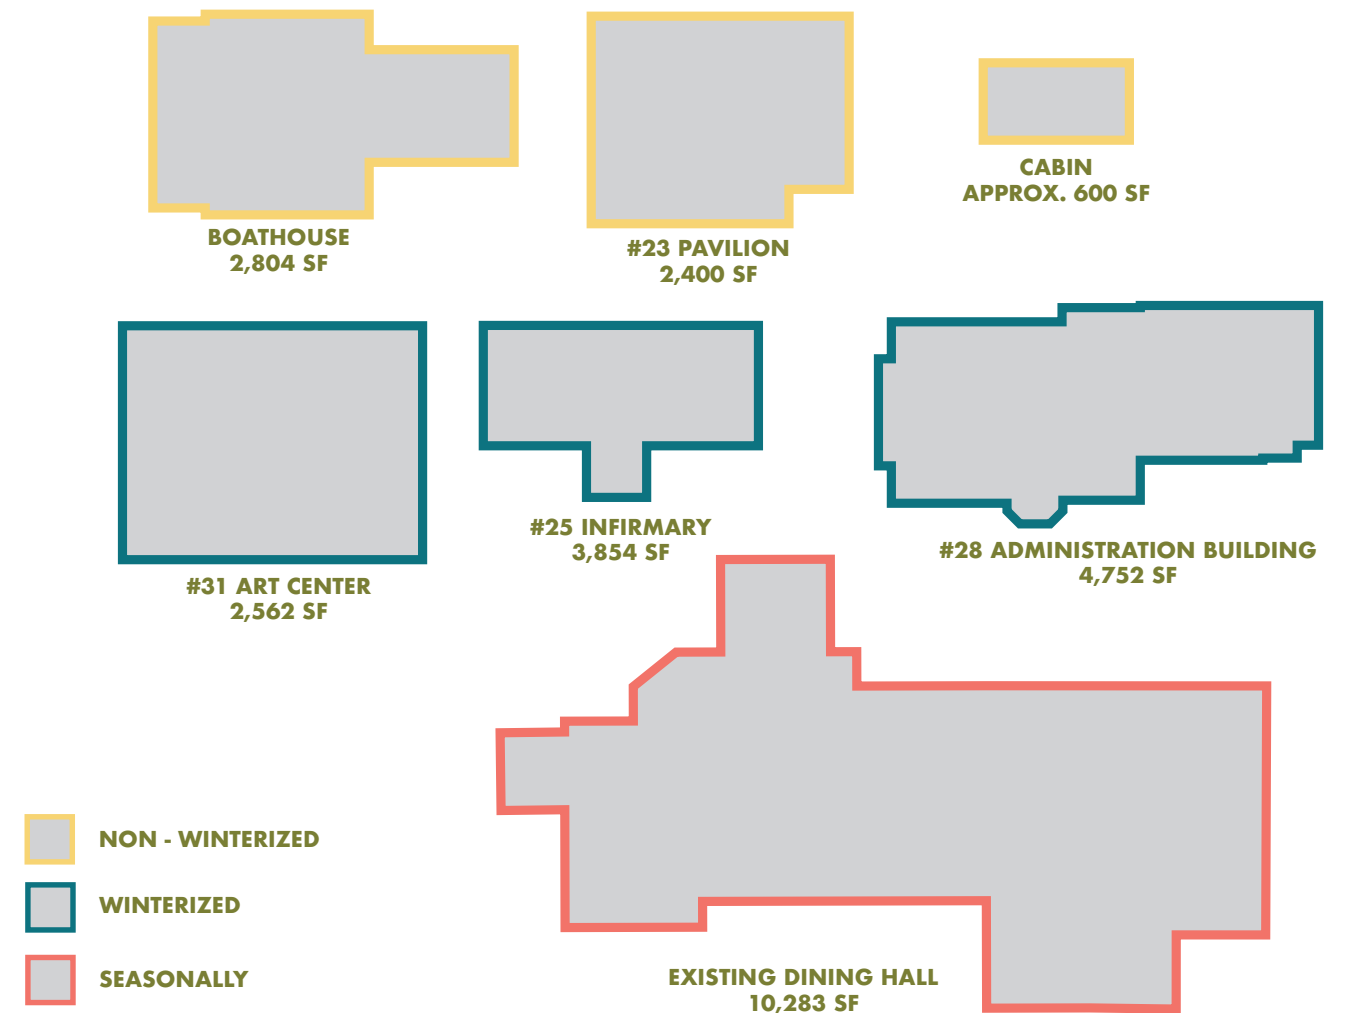 BOATHOUSE
2,804 SF
#23 PAVILION
2,400 SF
CABIN
APPROX. 600 SF
#31 ART CENTER
2,562 SF
#25 INFIRMARY
3,854 SF
#28 ADMINISTRATION BUILDING
4,752 SF
NON - WINTERIZED
WINTERIZED
SEASONALLY
EXISTING DINING HALL
10,283 SF